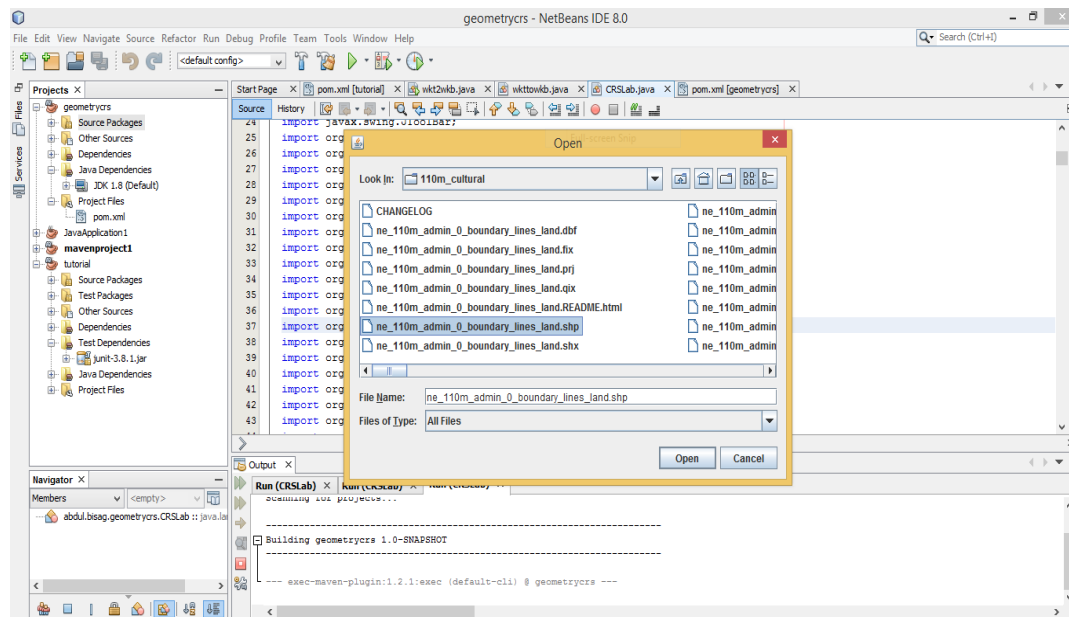 geometrycrs - NetBeans IDE 8.0
File Edit View Navigate Source Refactor Run Debug Profile Team Tools Window Help
Search (Ctrl+I)
<default config>
Files
Services
Projects
geometrycrs
Source Packages
Other Sources
Dependencies
Java Dependencies
JDK 1.8 (Default)
Project Files
pom.xml
JavaApplication1
mavenproject1
tutorial
Source Packages
Test Packages
Other Sources
Dependencies
Test Dependencies
junit-3.8.1.jar
Java Dependencies
Project Files
Start Page pom.xml [tutorial] wkt2wkb.java wkttowkb.java CRSLab.java pom.xml [geometrycrs]
Source History
24 import javax.swing.JToolBar;
25 import org
26 import org
27 import org
28 import org
29 import org
30 import org
31 import org
32 import org
33 import org
34 import org
35 import org
36 import org
37 import org
38 import org
39 import org
40 import org
41 import org
42 import org
43 import org
Open
Look In: 110m_cultural
CHANGELOG
ne_110m_admin_0_boundary_lines_land.dbf
ne_110m_admin_0_boundary_lines_land.fix
ne_110m_admin_0_boundary_lines_land.prj
ne_110m_admin_0_boundary_lines_land.qix
ne_110m_admin_0_boundary_lines_land.README.html
ne_110m_admin_0_boundary_lines_land.shp
ne_110m_admin_0_boundary_lines_land.shx
ne_110m_admin
ne_110m_admin
ne_110m_admin
ne_110m_admin
ne_110m_admin
ne_110m_admin
ne_110m_admin
ne_110m_admin
File Name: ne_110m_admin_0_boundary_lines_land.shp
Files of Type: All Files
Open Cancel
Navigator
Members <empty>
abdul.bisag.geometrycrs.CRSLab :: java.la
Output
Run (CRSLab) Run (CRSLab) Run (CRSLab)
Scanning for projects...
------------------------------------------------------------------------
Building geometrycrs 1.0-SNAPSHOT
------------------------------------------------------------------------
--- exec-maven-plugin:1.2.1:exec (default-cli) @ geometrycrs ---